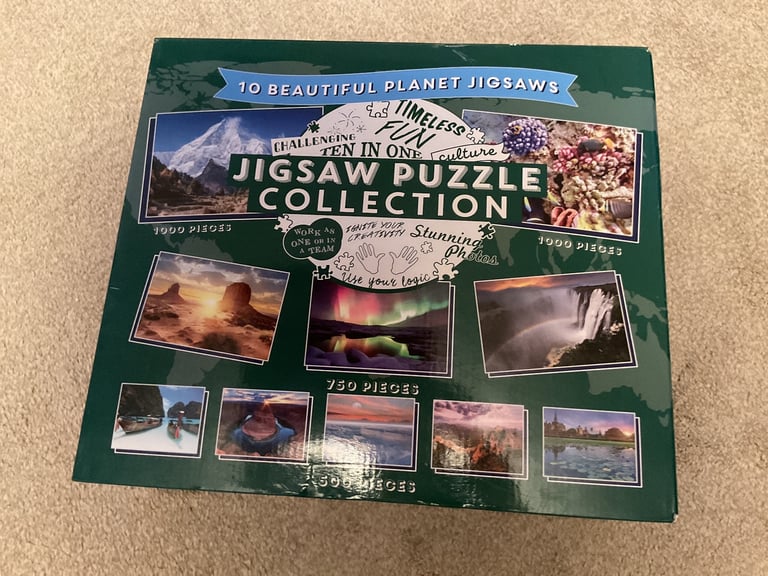 10 BEAUTIFUL PLANET JIGSAWS
TIMELESS
FUN
CHALLENGING
TEN IN ONE
culture
JIGSAW PUZZLE
COLLECTION
1000 PIECES
WORK AS
ONE OR IN
A TEAM
IGNITE YOUR
CREATIVITY
Stunning
Photos
Use your logic
1000 PIECES
750 PIECES
500 PIECES